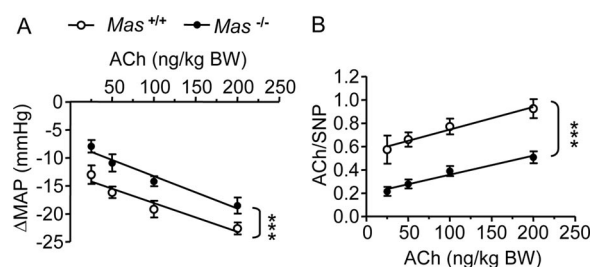 A
Mas +/+ Mas -/-
ACh (ng/kg BW)
0 50 100 150 200 250
0
-5
-10
-15
-20
-25
ΔMAP (mmHg)
***
B
1.2
1.0
0.8
0.6
0.4
0.2
0.0
ACh/SNP
***
0 50 100 150 200 250
ACh (ng/kg BW)